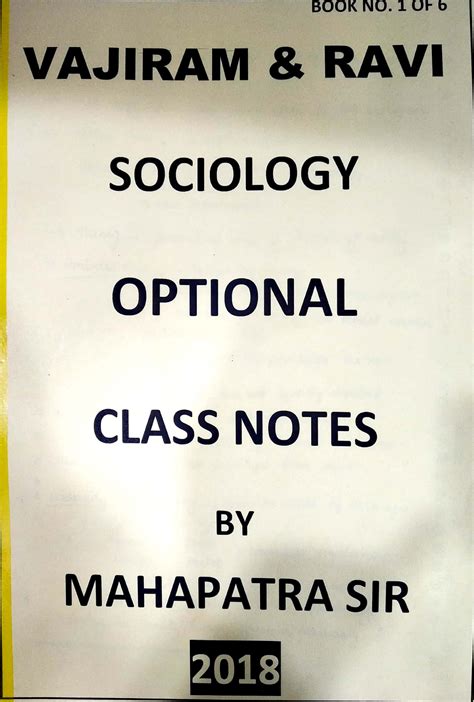 BOOK NO. 1 OF 6
VAJIRAM & RAVI
SOCIOLOGY
OPTIONAL
CLASS NOTES
BY
MAHAPATRA SIR
2018